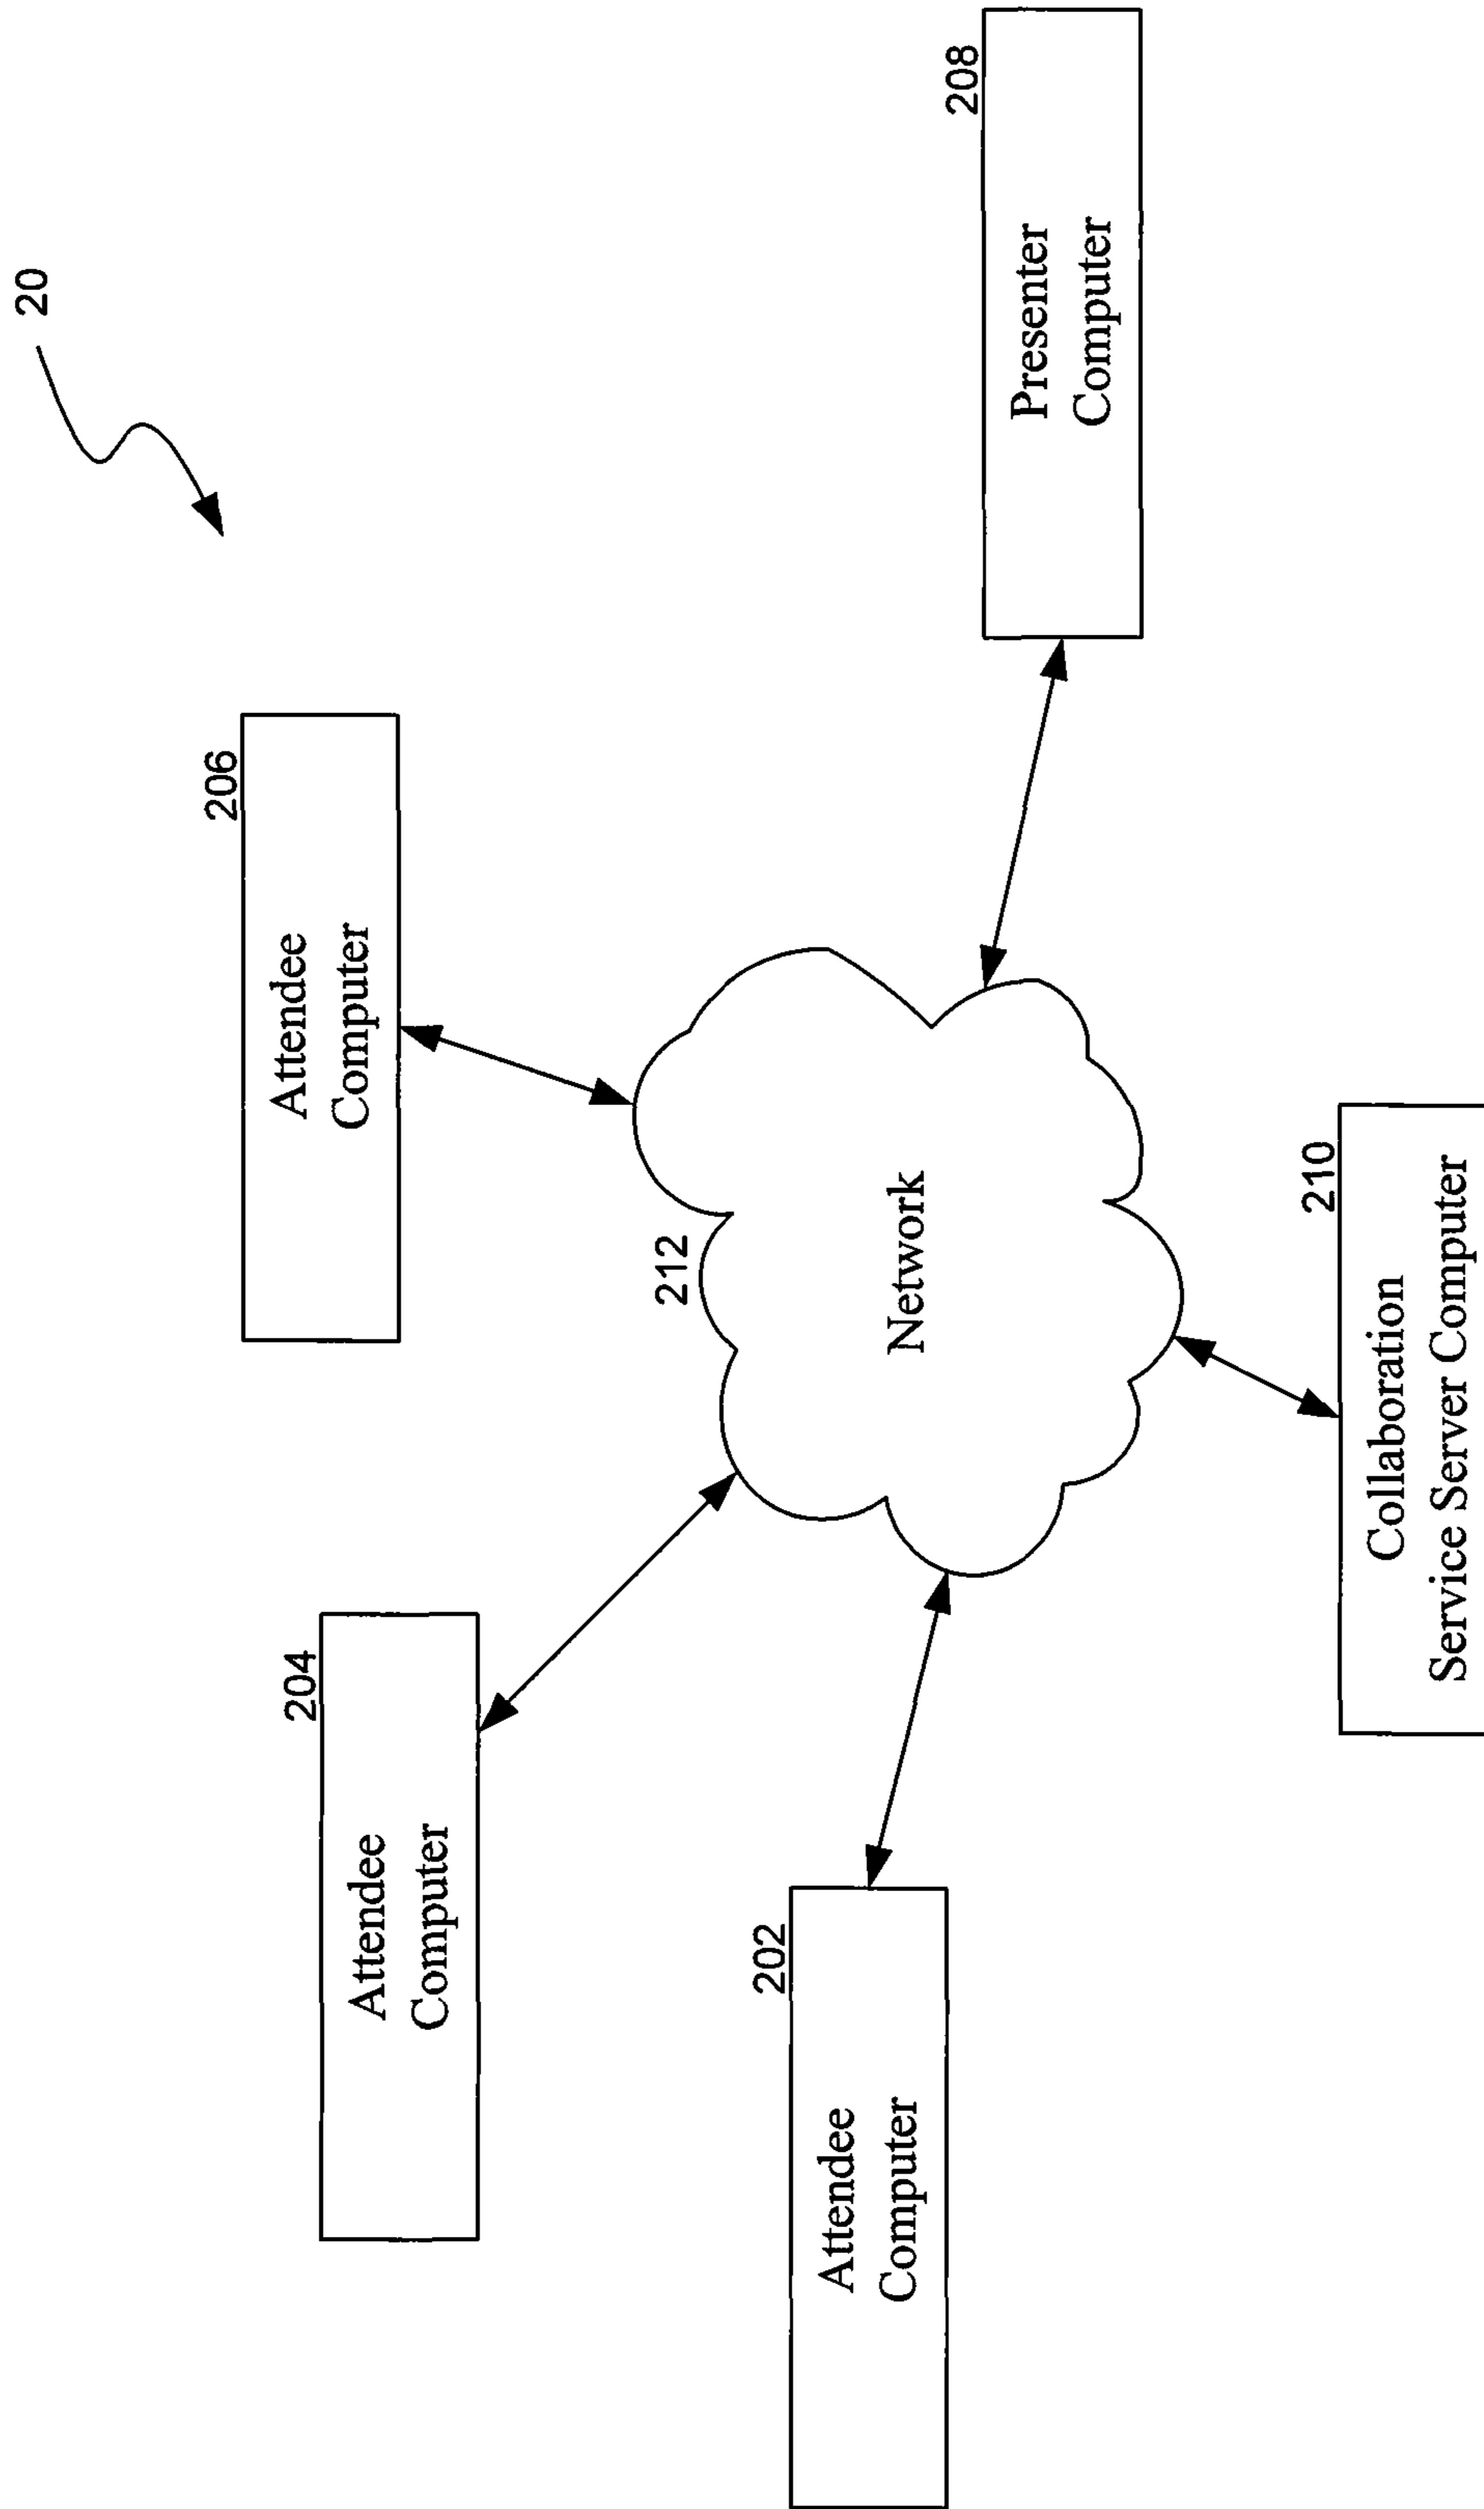 20
206
Attendee
Computer
204
Attendee
Computer
208
Presenter
Computer
212
Network
202
Attendee
Computer
210
Collaboration
Service Server Computer